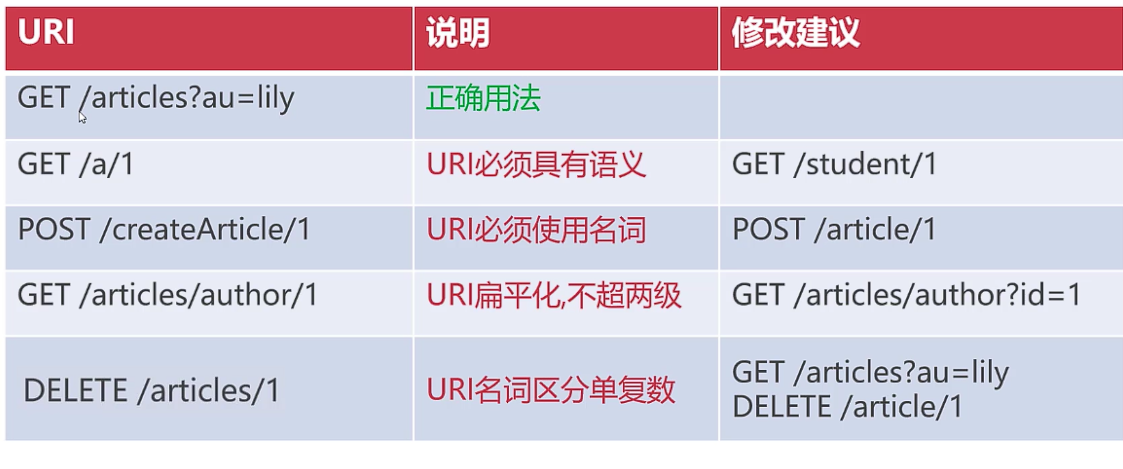 URI 说明 修改建议
GET /articles?au=lily 正确用法
GET /a/1 URI必须具有语义 GET /student/1
POST /createArticle/1 URI必须使用名词 POST /article/1
GET /articles/author/1 URI扁平化,不超两级 GET /articles/author?id=1
DELETE /articles/1 URI名词区分单复数 GET /articles?au=lily
DELETE /article/1